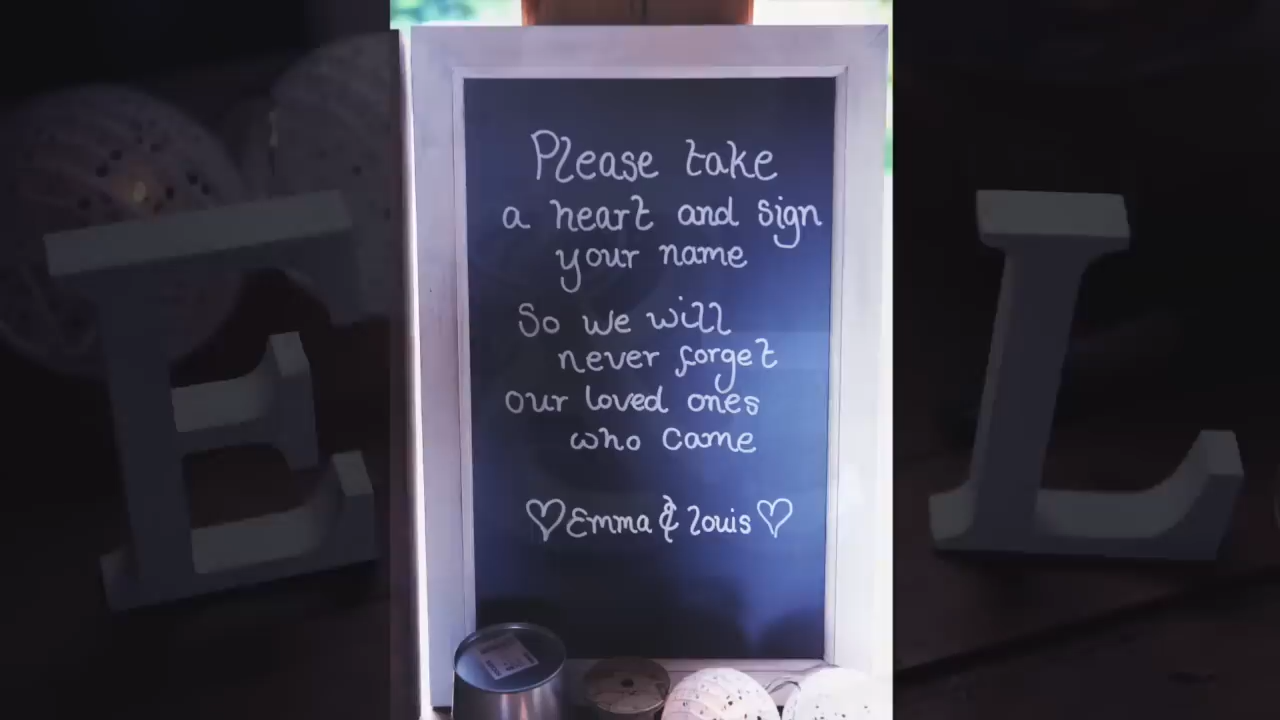 Please take
a heart and sign
your name
So we will
never forget
our loved ones
who came
♡ Emma & Louis ♡
E
L